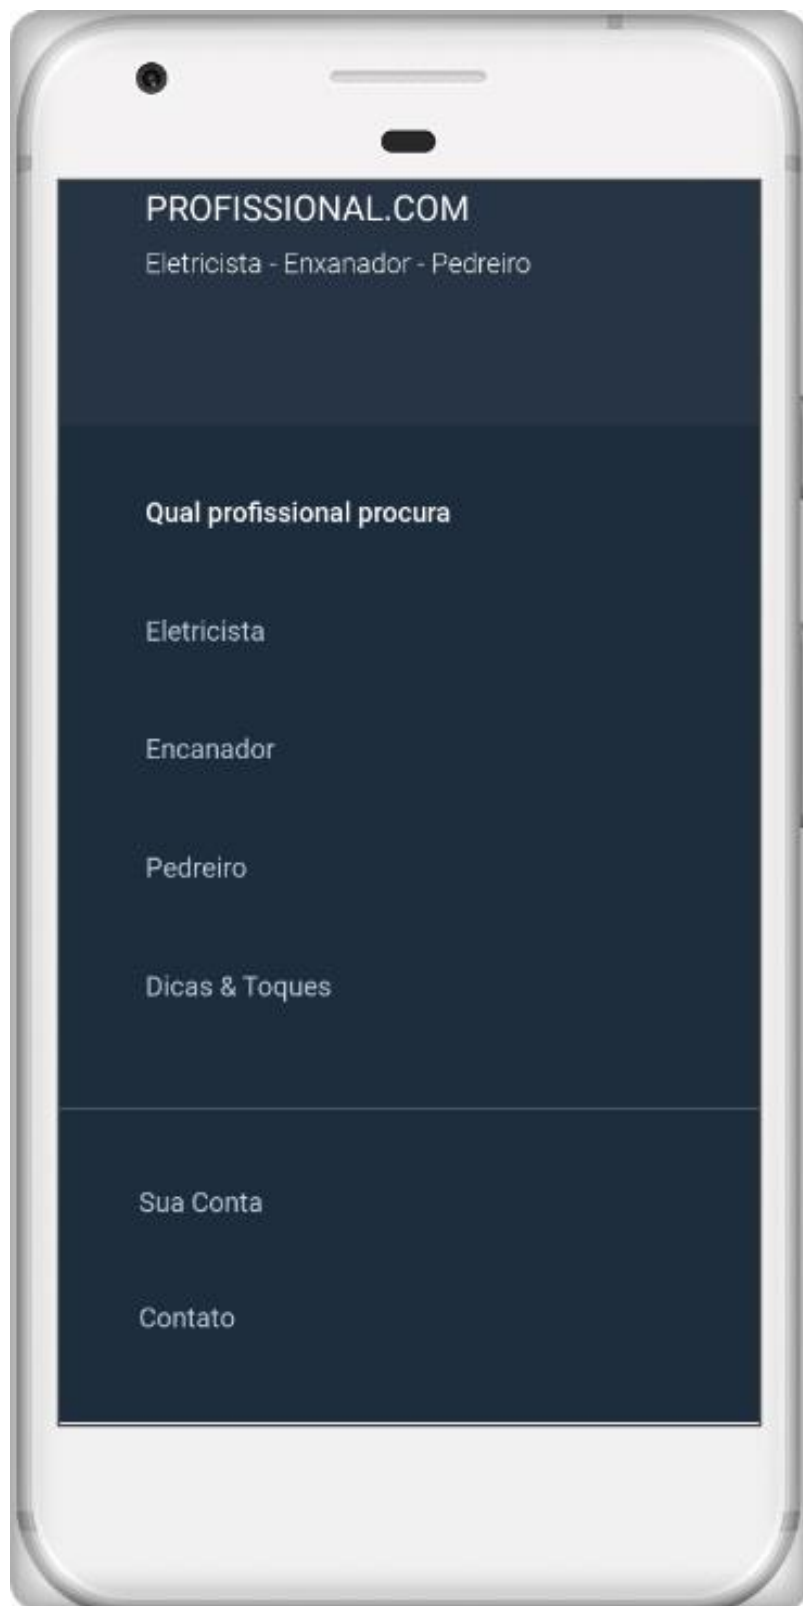 PROFISSIONAL.COM
Eletricista - Enxanador - Pedreiro
Qual profissional procura
Eletricista
Encanador
Pedreiro
Dicas & Toques
Sua Conta
Contato